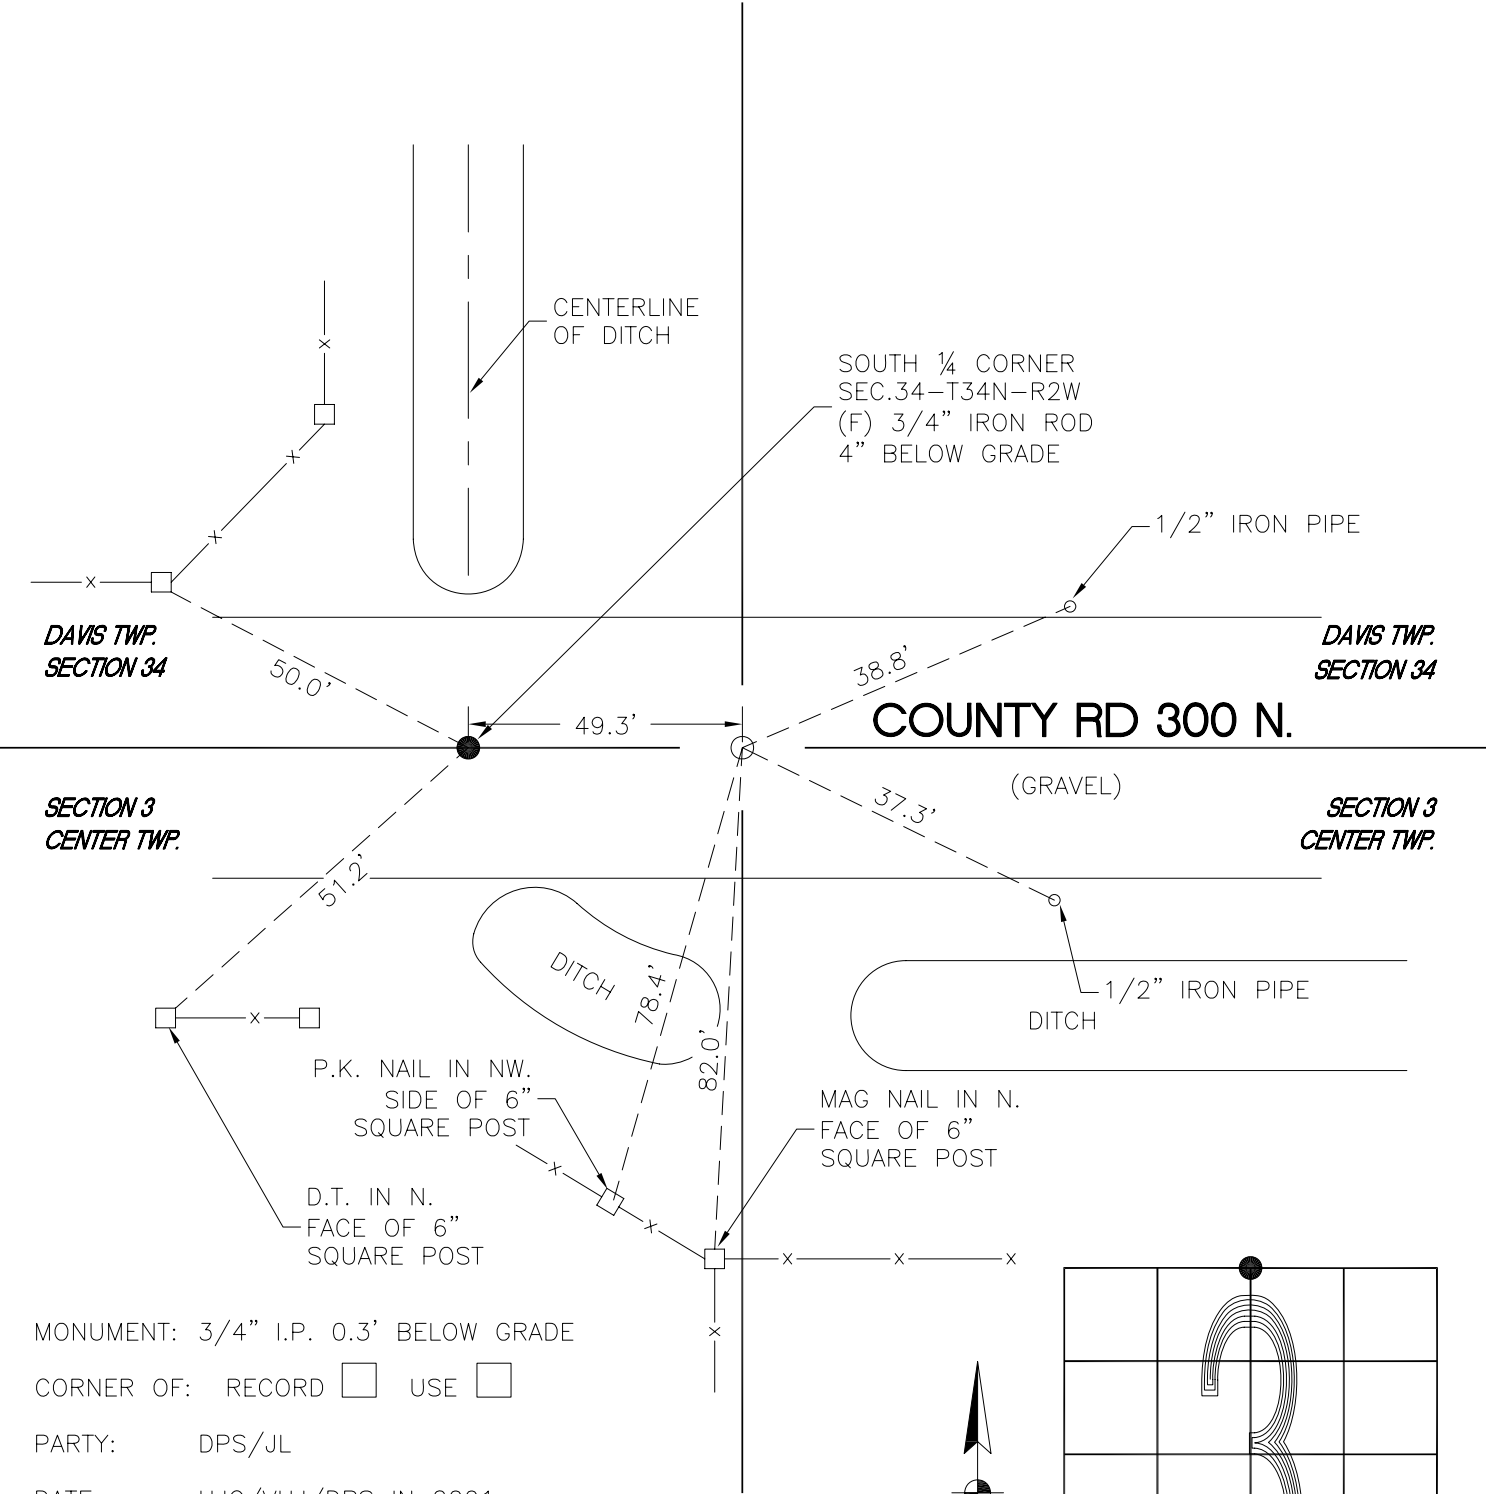 CENTERLINE
OF DITCH
SOUTH ¼ CORNER
SEC.34-T34N-R2W
(F) 3/4" IRON ROD
4" BELOW GRADE
1/2" IRON PIPE
DAVIS TWP.
SECTION 34
DAVIS TWP.
SECTION 34
50.0'
38.8'
49.3'
COUNTY RD 300 N.
(GRAVEL)
SECTION 3
CENTER TWP.
37.3'
SECTION 3
CENTER TWP.
51.2'
DITCH
78.4'
82.0'
1/2" IRON PIPE
DITCH
P.K. NAIL IN NW.
SIDE OF 6"
SQUARE POST
MAG NAIL IN N.
FACE OF 6"
SQUARE POST
D.T. IN N.
FACE OF 6"
SQUARE POST
MONUMENT: 3/4" I.P. 0.3' BELOW GRADE
CORNER OF: RECORD USE
PARTY: DPS/JL
3